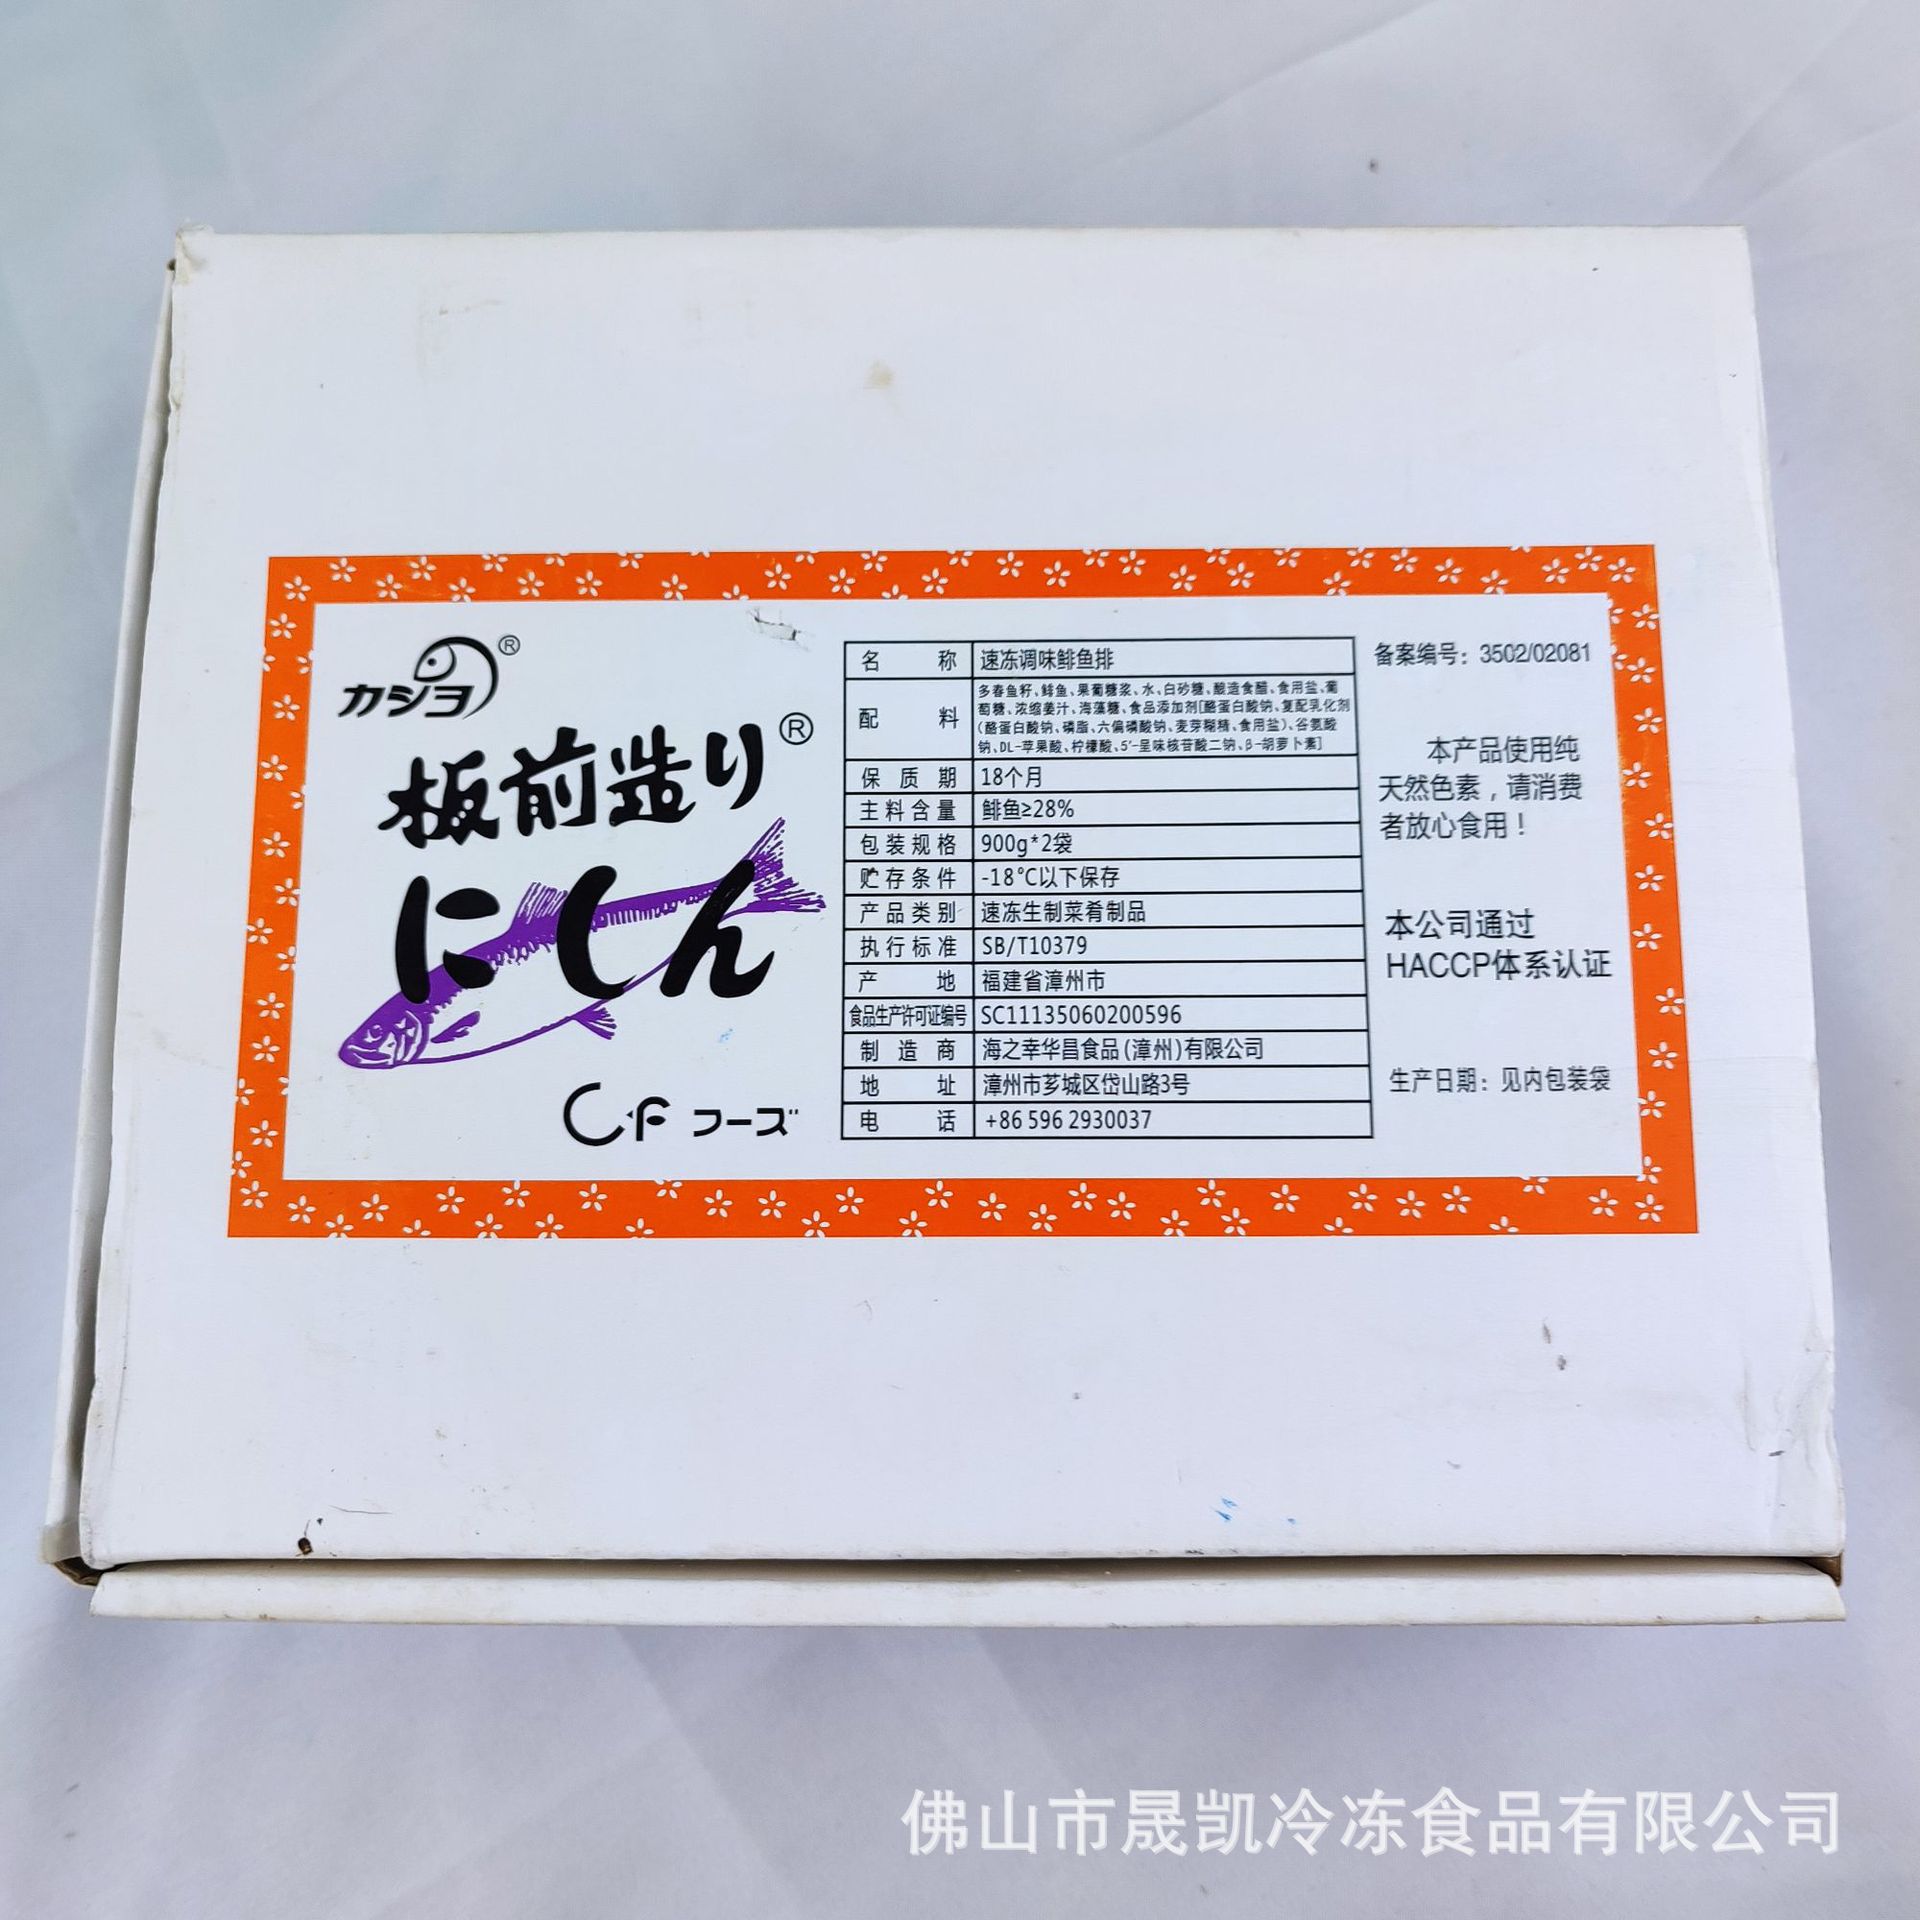 カショ®
板前造り®
にしん
CFフーズ
名称 速冻调味鲱鱼排
配料 多春鱼籽、鲱鱼、果葡糖浆、水、白砂糖、酿造食醋、食用盐、葡
萄糖、浓缩姜汁、海藻糖、食品添加剂[酪蛋白酸钠、复配乳化剂
(酪蛋白酸钠、磷脂、六偏磷酸钠、麦芽糊精、食用盐)、谷氨酸
钠、DL-苹果酸、柠檬酸、5'-呈味核苷酸二钠、β-胡萝卜素]
保质期 18个月
主料含量 鲱鱼≥28%
包装规格 900g*2袋
贮存条件 -18℃以下保存
产品类别 速冻生制菜肴制品
执行标准 SB/T10379
产地 福建省漳州市
食品生产许可证编号 SC11135060200596
制造商 海之幸华昌食品(漳州)有限公司
地址 漳州市芗城区岱山路3号
电话 +86 596 2930037
备案编号：3502/02081
本产品使用纯
天然色素，请消费
者放心食用！
本公司通过
HACCP体系认证
生产日期：见内包装袋
佛山市晟凯冷冻食品有限公司